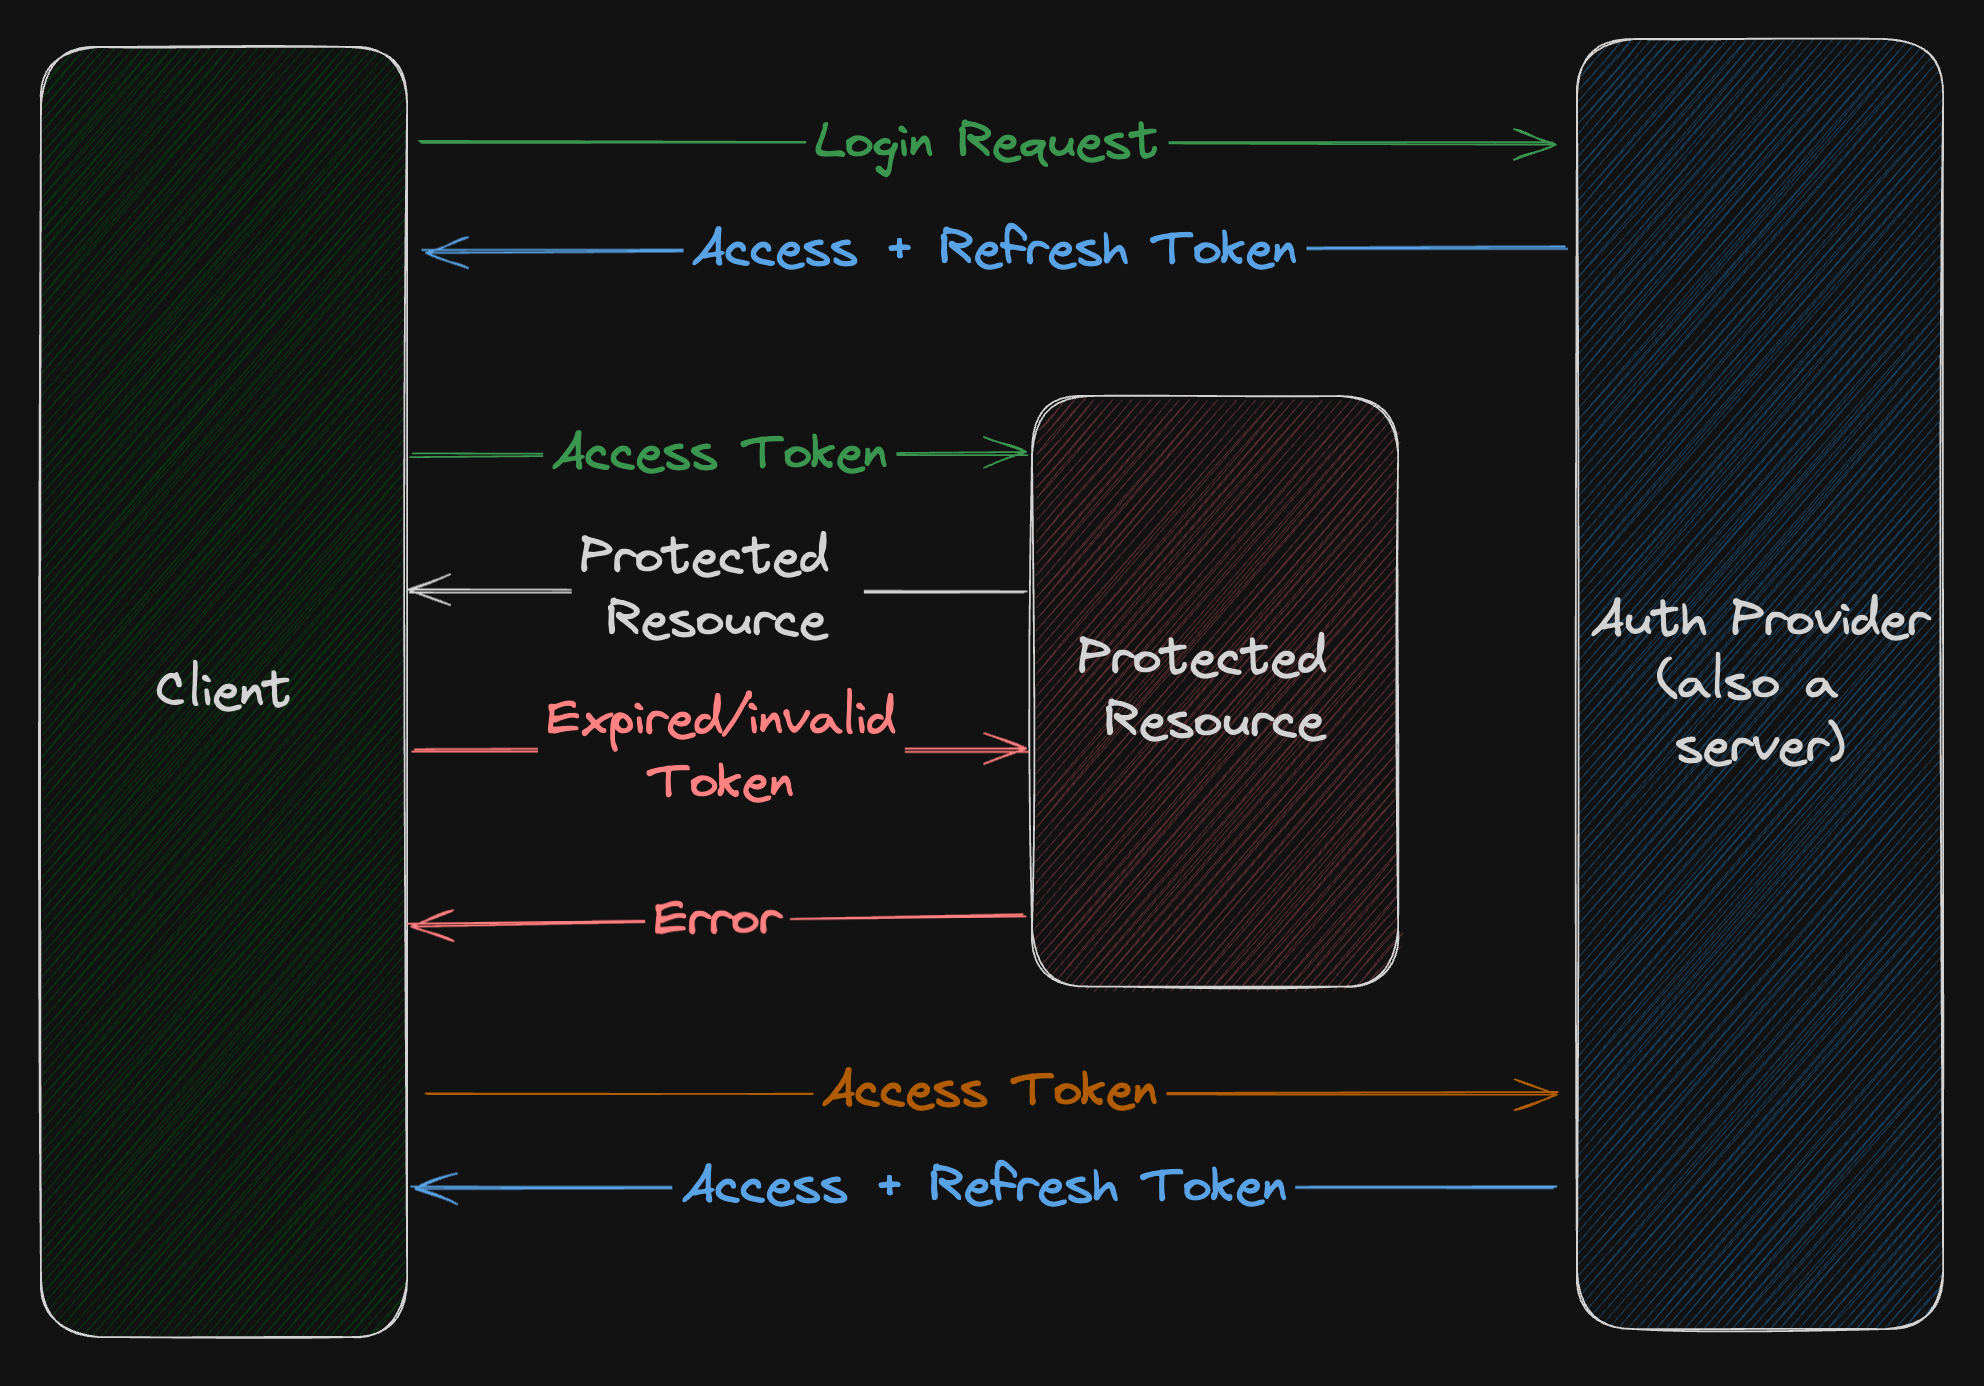 Login Request
Access + Refresh Token
Access Token
Protected
Resource
Expired/invalid
Token
Error
Client
Protected
Resource
Auth Provider
(also a
server)
Access Token
Access + Refresh Token